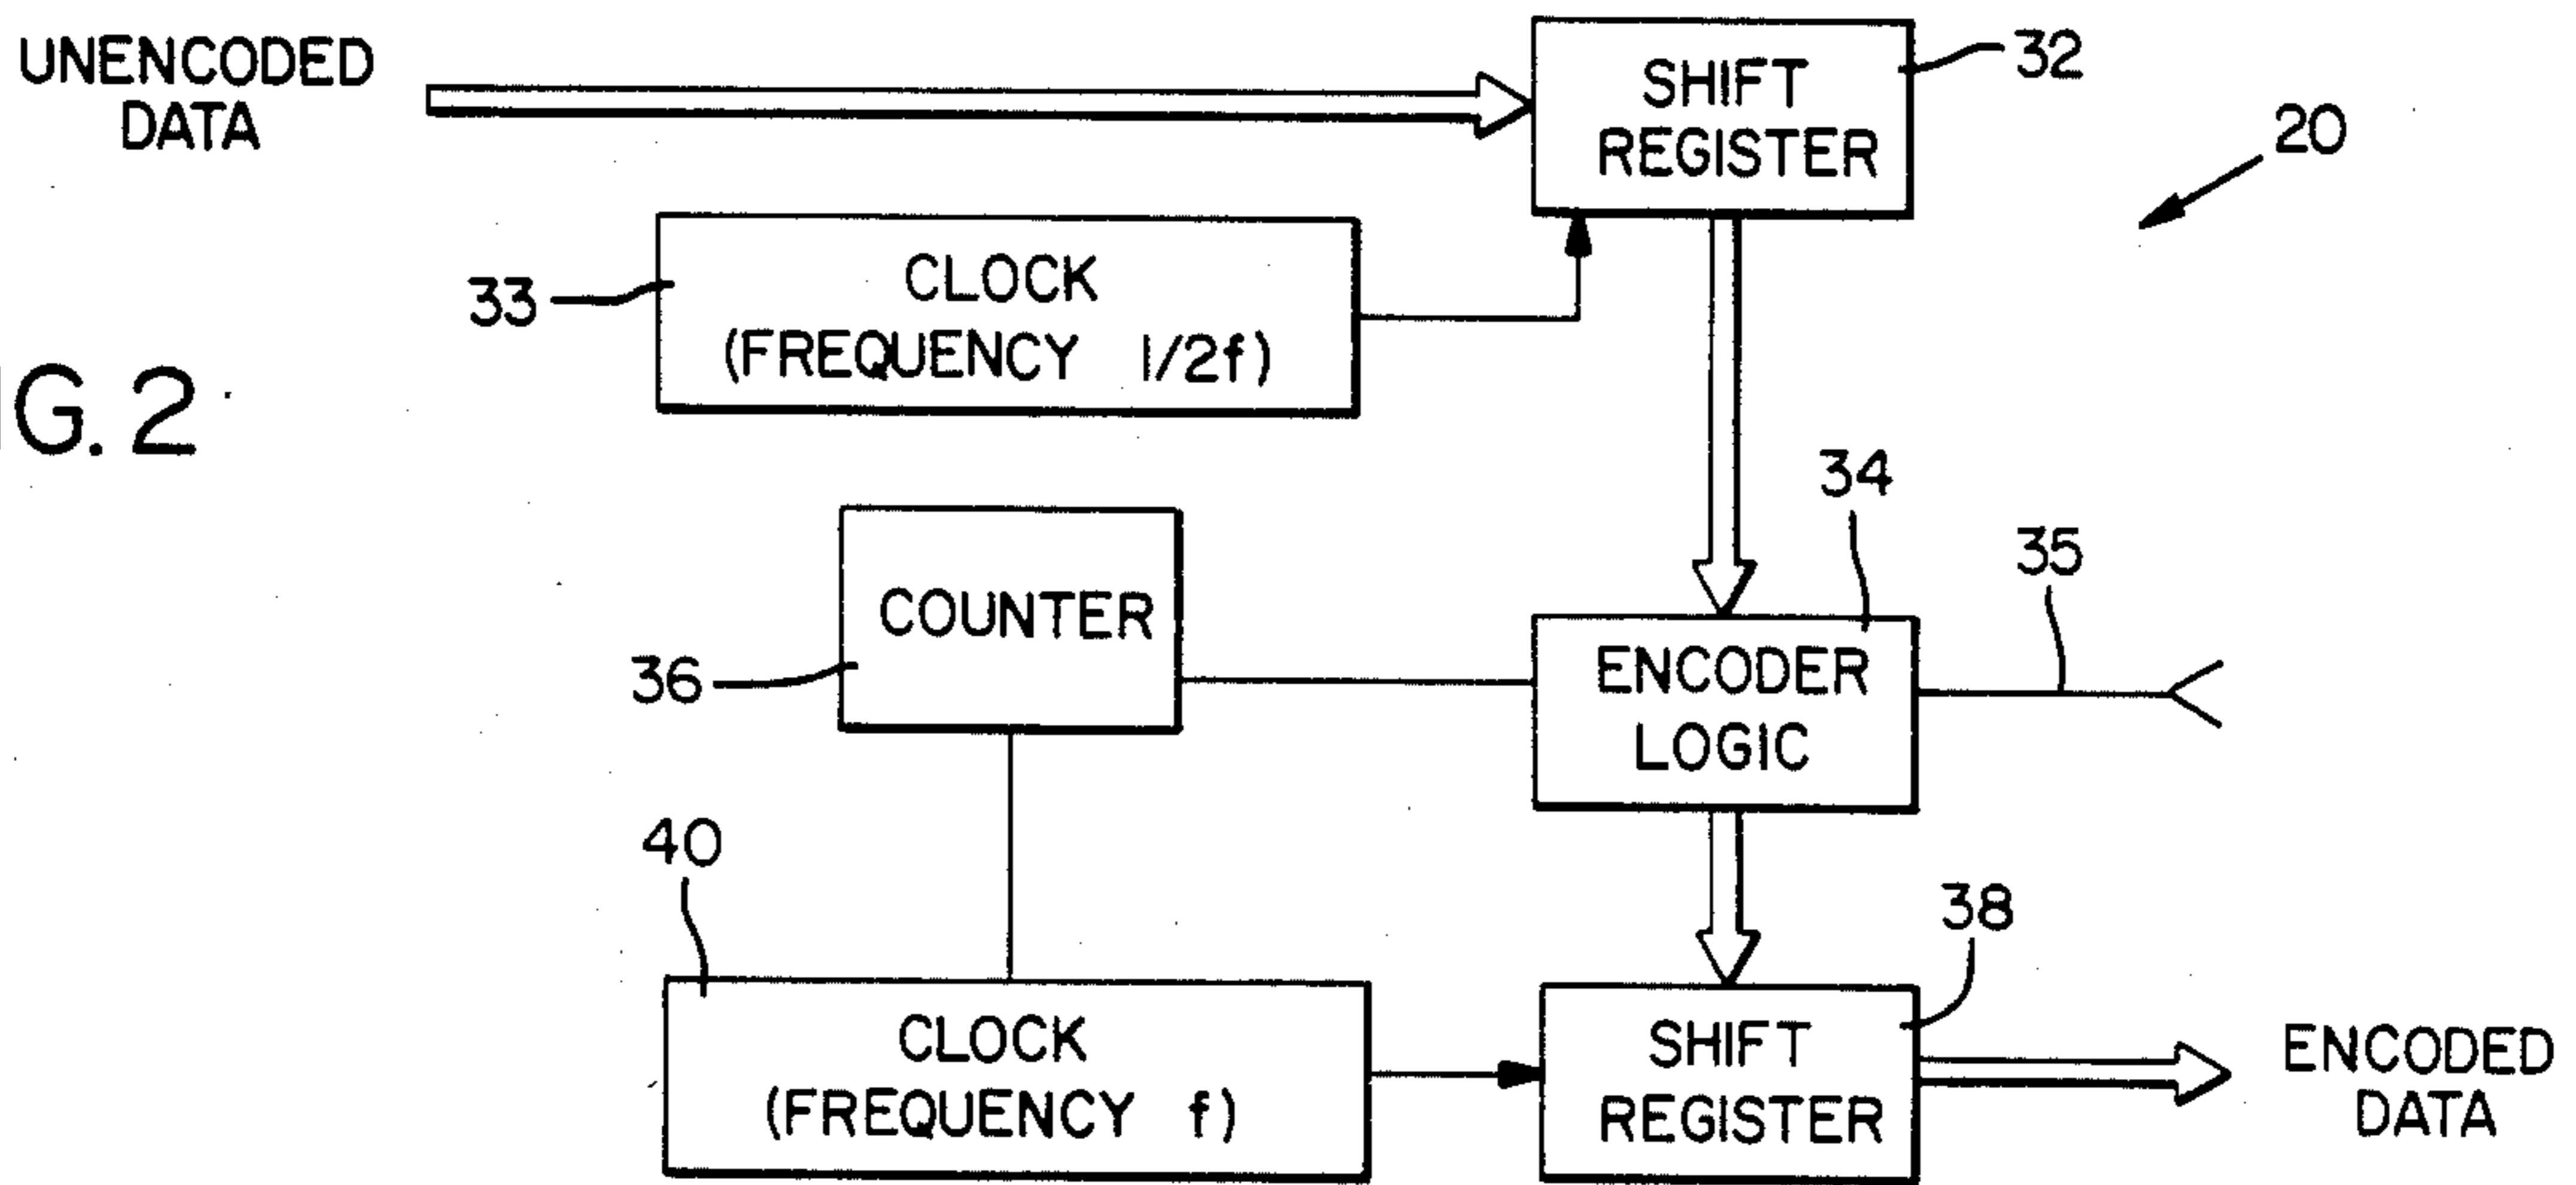 UNENCODED
DATA
SHIFT
REGISTER
32
20
33
CLOCK
(FREQUENCY 1/2f)
G. 2
34
35
COUNTER
36
ENCODER
LOGIC
40
38
CLOCK
(FREQUENCY f)
SHIFT
REGISTER
ENCODED
DATA